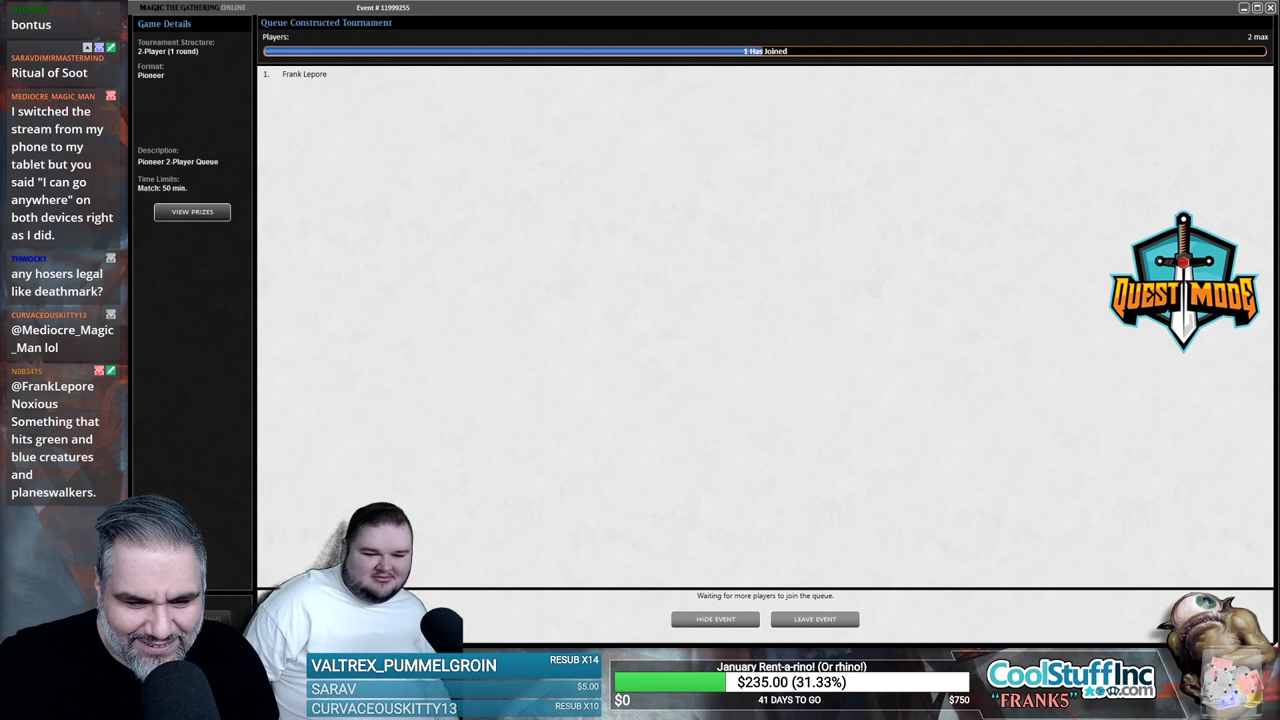 bontus
SARAVDIMIRMASTERMIND
Ritual of Soot
MEDIOCRE_MAGIC_MAN
I switched the
stream from my
phone to my
tablet but you
said "I can go
anywhere" on
both devices right
as I did.
THWOCK1
any hosers legal
like deathmark?
CURVACEOUSKITTY13
@Mediocre_Magic
_Man lol
N0B34TS
@FrankLepore
Noxious
Something that
hits green and
blue creatures
and
planeswalkers.
MAGIC THE GATHERING ONLINE
Event # 11999255
Game Details
Tournament Structure:
2-Player (1 round)
Format:
Pioneer
Description:
Pioneer 2-Player Queue
Time Limits:
Match: 50 min.
VIEW PRIZES
Queue Constructed Tournament
Players:
1 Has Joined
2 max
1. Frank Lepore
QUEST MODE
Waiting for more players to join the queue.
HIDE EVENT
LEAVE EVENT
VALTREX_PUMMELGROIN RESUB X14
SARAV $5.00
CURVACEOUSKITTY13 RESUB X10
January Rent-a-rino! (Or rhino!)
$235.00 (31.33%)
$0 41 DAYS TO GO $750
CoolStuffInc
.com
"FRANK5"